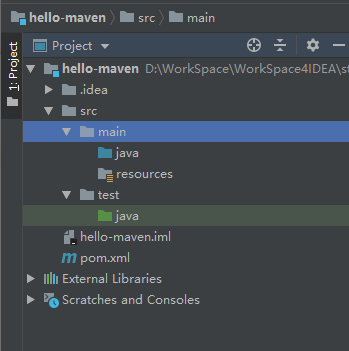 hello-maven src main
1: Project
Project
hello-maven D:\WorkSpace\WorkSpace4IDEA\st
.idea
src
main
java
resources
test
java
hello-maven.iml
pom.xml
External Libraries
Scratches and Consoles